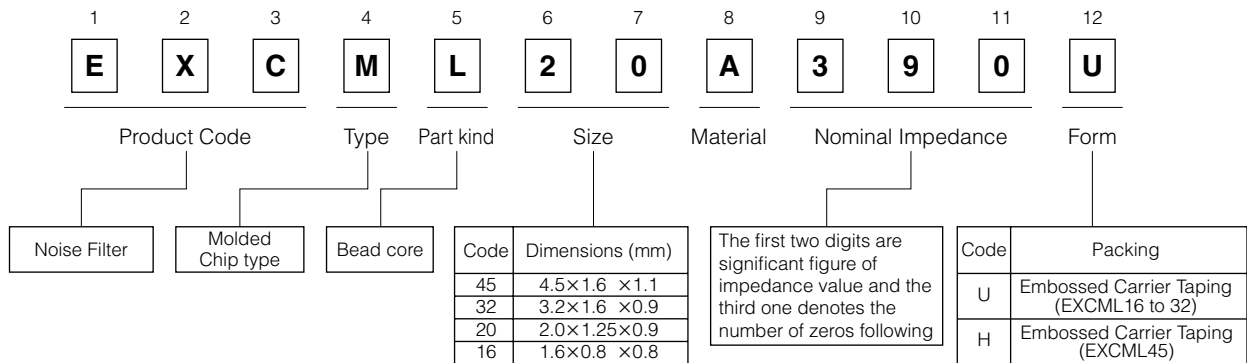 1 2 3 4 5 6 7 8 9 10 11 12
E X C M L 2 0 A 3 9 0 U
Product Code Type Part kind Size Material Nominal Impedance Form
Noise Filter
Molded
Chip type
Bead core
Code Dimensions (mm)
45 4.5×1.6 ×1.1
32 3.2×1.6 ×0.9
20 2.0×1.25×0.9
16 1.6×0.8 ×0.8
The first two digits are
significant figure of
impedance value and the
third one denotes the
number of zeros following
Code Packing
U Embossed Carrier Taping
(EXCML16 to 32)
H Embossed Carrier Taping
(EXCML45)